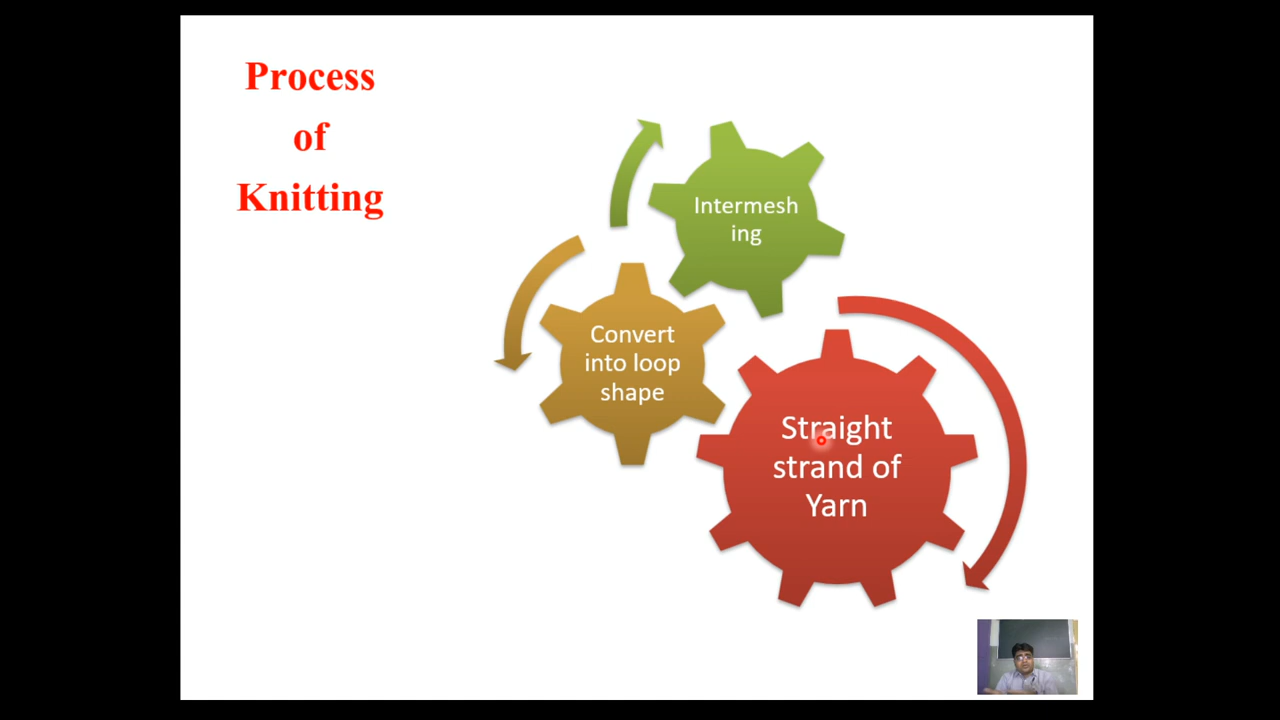 Process
of
Knitting
Intermesh
ing
Convert
into loop
shape
Straight
strand of
Yarn